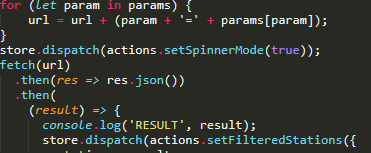 for (let param in params) {
url = url + (param + '=' + params[param]);
}
store.dispatch(actions.setSpinnerMode(true));
fetch(url)
.then(res => res.json())
.then(
(result) => {
console.log('RESULT', result);
store.dispatch(actions.setFilteredStations({